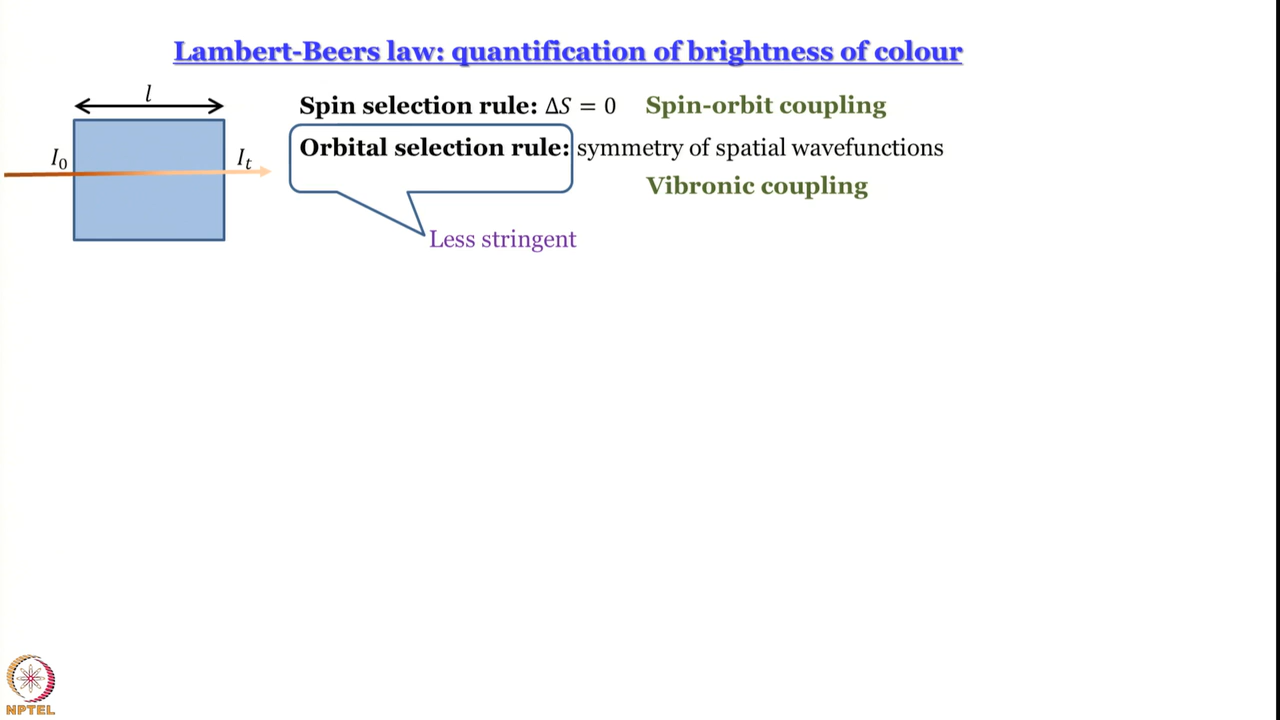 Lambert-Beers law: quantification of brightness of colour
l
I₀
Iₜ
Spin selection rule: ΔS = 0 Spin-orbit coupling
Orbital selection rule: symmetry of spatial wavefunctions
Vibronic coupling
Less stringent
NPTEL